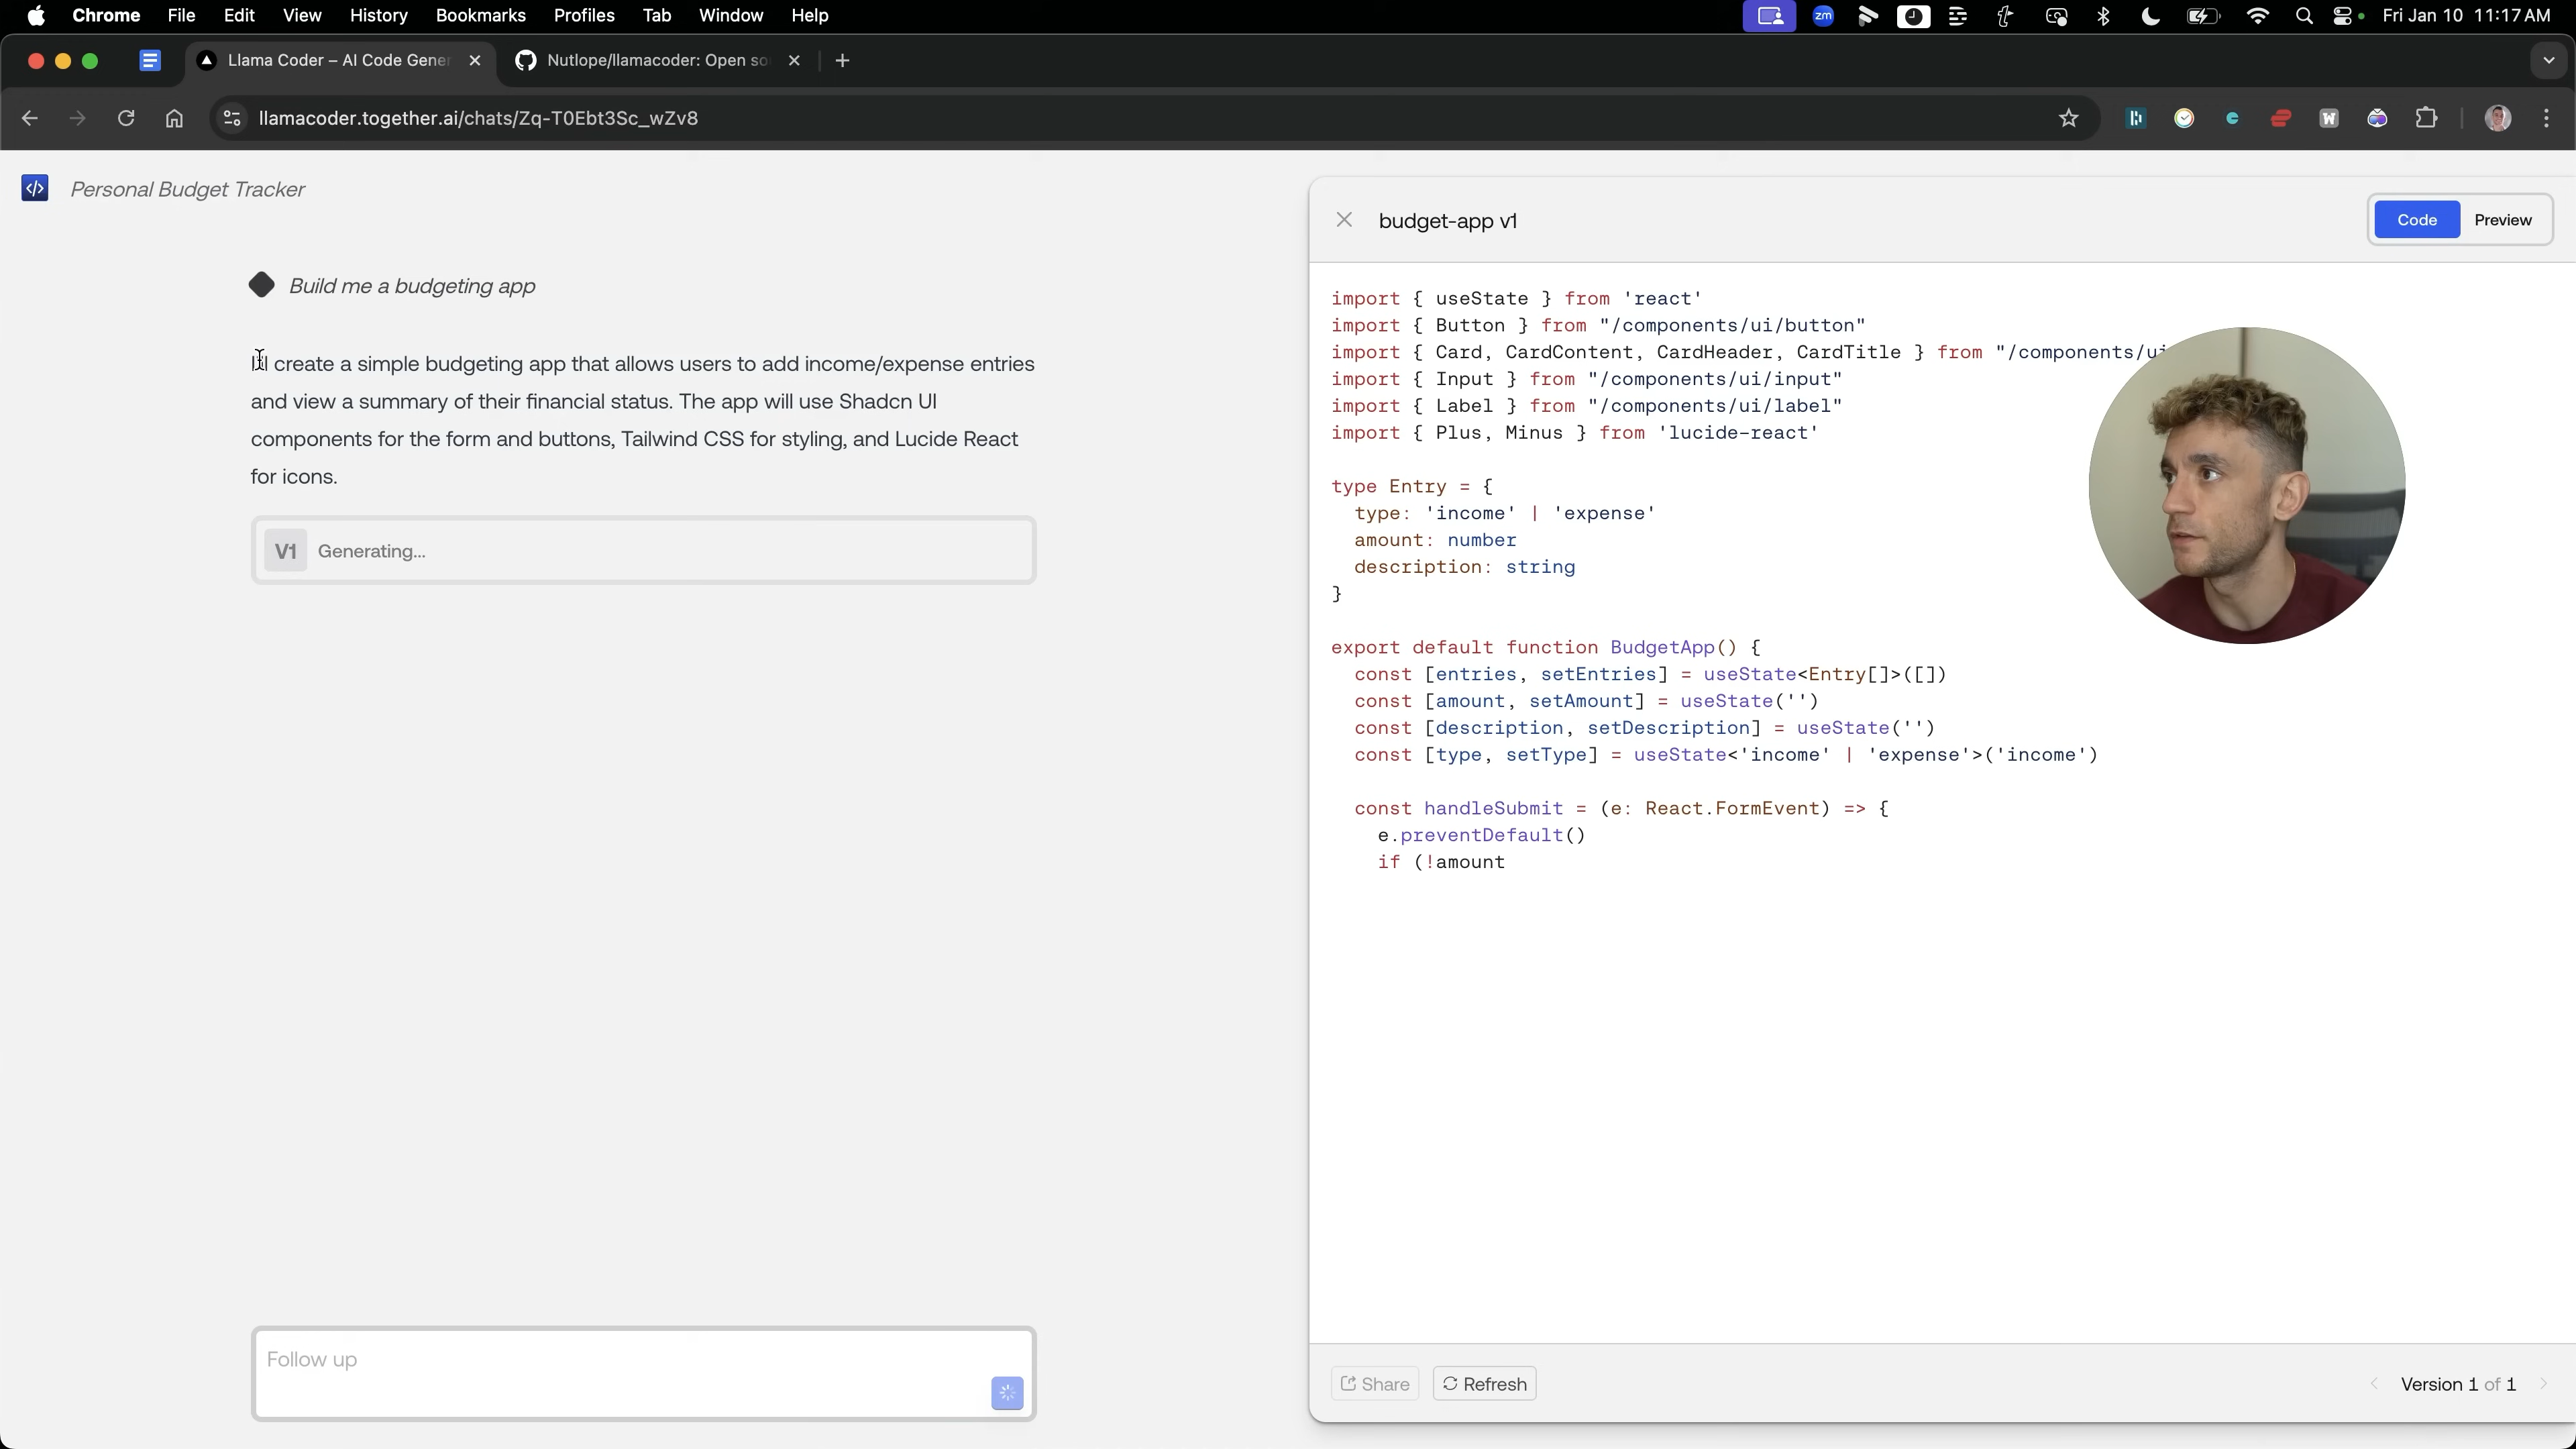 Chrome File Edit View History Bookmarks Profiles Tab Window Help
zm
Fri Jan 10 11:17 AM
Llama Coder – AI Code Gener
Nutlope/llamacoder: Open so
llamacoder.together.ai/chats/Zq-T0Ebt3Sc_wZv8
Personal Budget Tracker
Build me a budgeting app
I'll create a simple budgeting app that allows users to add income/expense entries
and view a summary of their financial status. The app will use Shadcn UI
components for the form and buttons, Tailwind CSS for styling, and Lucide React
for icons.
V1 Generating...
Follow up
budget-app v1
Code Preview
import { useState } from 'react'
import { Button } from "/components/ui/button"
import { Card, CardContent, CardHeader, CardTitle } from "/components/ui
import { Input } from "/components/ui/input"
import { Label } from "/components/ui/label"
import { Plus, Minus } from 'lucide-react'
type Entry = {
type: 'income' | 'expense'
amount: number
description: string
}
export default function BudgetApp() {
const [entries, setEntries] = useState<Entry[]>([])
const [amount, setAmount] = useState('')
const [description, setDescription] = useState('')
const [type, setType] = useState<'income' | 'expense'>('income')
const handleSubmit = (e: React.FormEvent) => {
e.preventDefault()
if (!amount
Share Refresh
Version 1 of 1